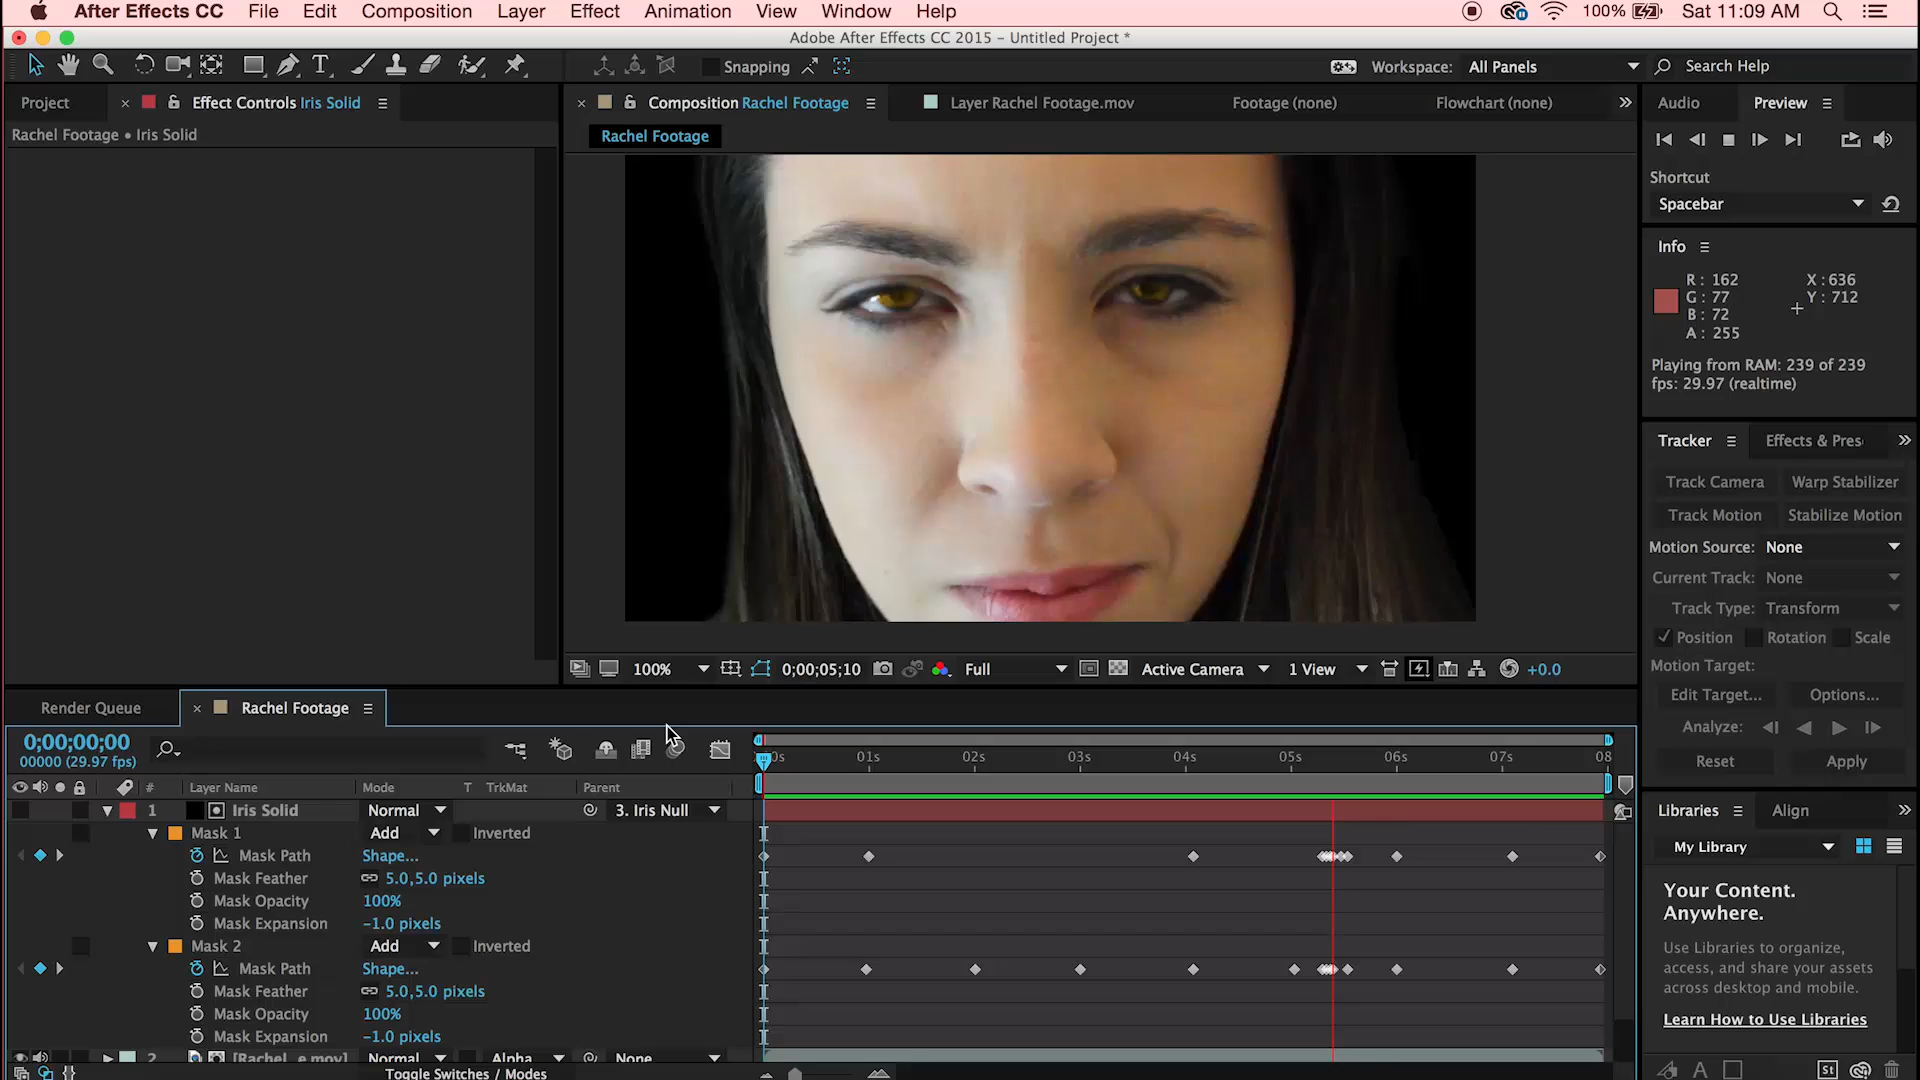 After Effects CC File Edit Composition Layer Effect Animation View Window Help 100% Sat 11:09 AM
Adobe After Effects CC 2015 – Untitled Project *
T Snapping Workspace: All Panels Search Help
Project × Effect Controls Iris Solid × Composition Rachel Footage Layer Rachel Footage.mov Footage (none) Flowchart (none) » Audio Preview
Rachel Footage • Iris Solid Rachel Footage
Shortcut
Spacebar
Info
R: 162 X: 636
G: 77 Y: 712
B: 72
A: 255
Playing from RAM: 239 of 239
fps: 29.97 (realtime)
Tracker Effects & Pres »
Track Camera Warp Stabilizer
Track Motion Stabilize Motion
Motion Source: None
Current Track: None
Track Type: Transform
Position Rotation Scale
Motion Target:
Edit Target... Options...
Analyze:
Reset Apply
100% 0;00;05;10 Full Active Camera 1 View +0.0
Render Queue × Rachel Footage
0;00;00;00
00000 (29.97 fps)
0s 01s 02s 03s 04s 05s 06s 07s 08
# Layer Name Mode T TrkMat Parent
1 Iris Solid Normal 3. Iris Null
Mask 1 Add Inverted
Mask Path Shape...
Mask Feather 5.0,5.0 pixels
Mask Opacity 100%
Mask Expansion -1.0 pixels
Mask 2 Add Inverted
Mask Path Shape...
Mask Feather 5.0,5.0 pixels
Mask Opacity 100%
Mask Expansion -1.0 pixels
2 [Rachel_e.mov] Normal Alpha None
Toggle Switches / Modes
Libraries Align »
My Library
Your Content.
Anywhere.
Use Libraries to organize,
access, and share your assets
across desktop and mobile.
Learn How to Use Libraries
A St